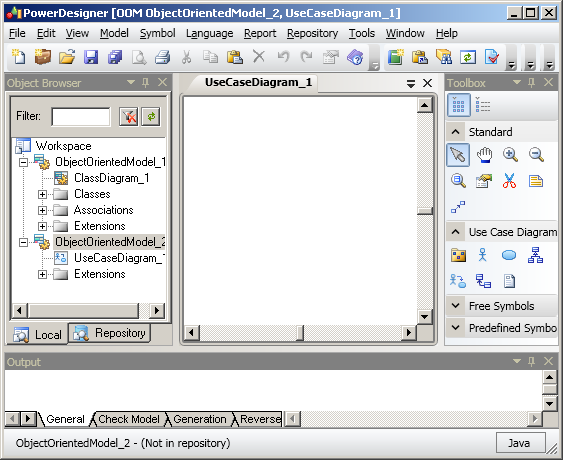 PowerDesigner [OOM ObjectOrientedModel_2, UseCaseDiagram_1]
File Edit View Model Symbol Language Report Repository Tools Window Help
Object Browser
Filter:
Workspace
ObjectOrientedModel_1
ClassDiagram_1
Classes
Associations
Extensions
ObjectOrientedModel_2
UseCaseDiagram_
Extensions
Local Repository
UseCaseDiagram_1
Toolbox
Standard
Use Case Diagram
Free Symbols
Predefined Symbo
Output
General Check Model Generation Reverse
ObjectOrientedModel_2 - (Not in repository) Java